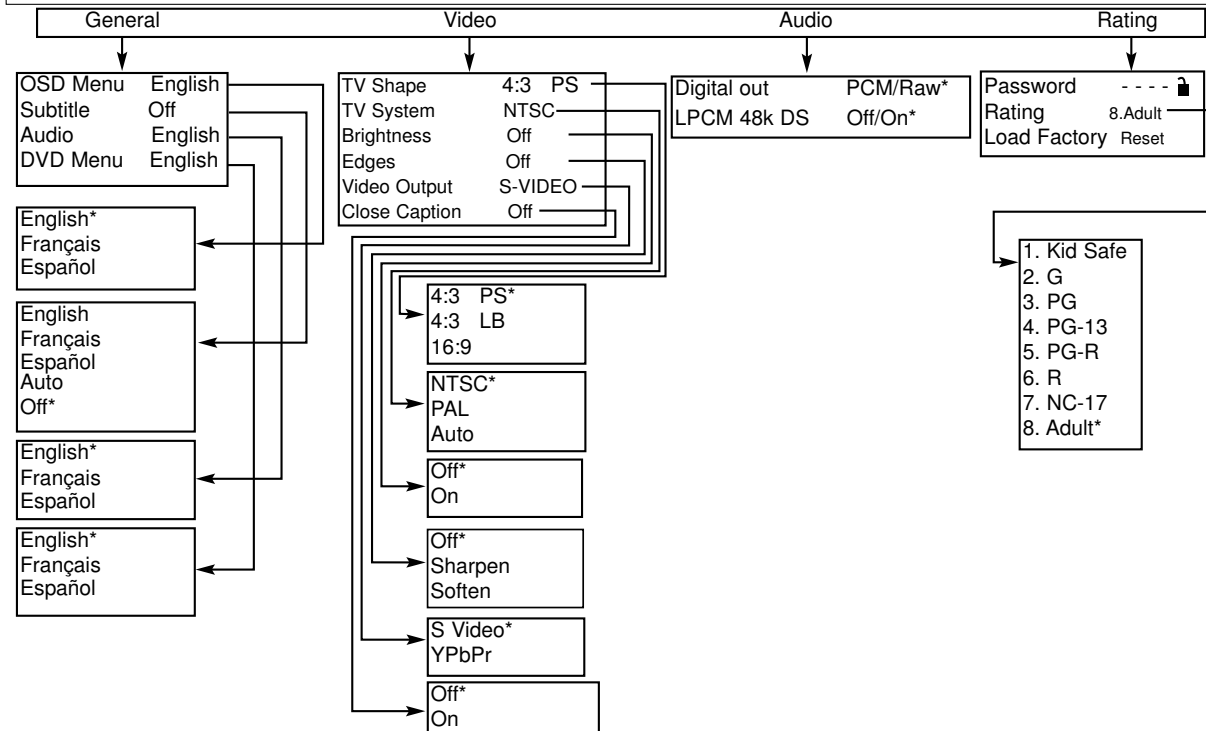 General Video Audio Rating
OSD Menu English
Subtitle Off
Audio English
DVD Menu English
English*
Français
Español
English
Français
Español
Auto
Off*
English*
Français
Español
English*
Français
Español
TV Shape 4:3 PS
TV System NTSC
Brightness Off
Edges Off
Video Output S-VIDEO
Close Caption Off
4:3 PS*
4:3 LB
16:9
NTSC*
PAL
Auto
Off*
On
Off*
Sharpen
Soften
S Video*
YPbPr
Off*
On
Digital out PCM/Raw*
LPCM 48k DS Off/On*
Password - - - -
Rating 8.Adult
Load Factory Reset
1. Kid Safe
2. G
3. PG
4. PG-13
5. PG-R
6. R
7. NC-17
8. Adult*